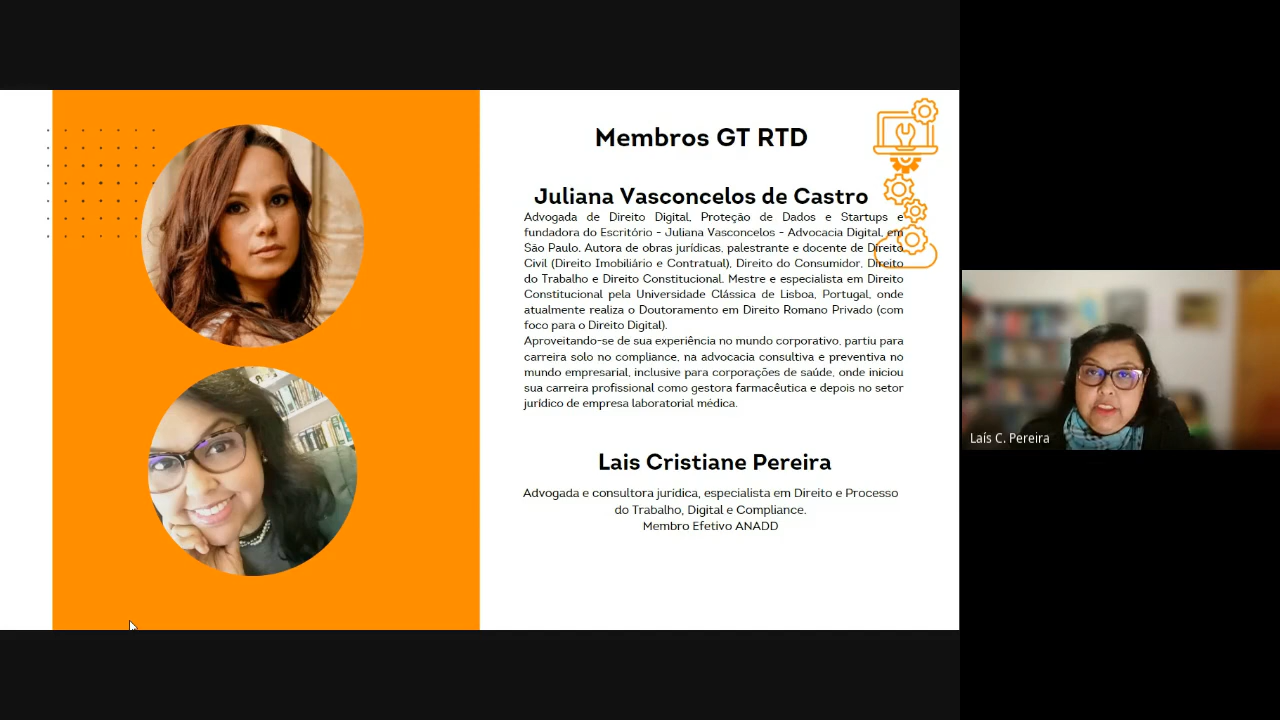 Membros GT RTD
Juliana Vasconcelos de Castro
Advogada de Direito Digital, Proteção de Dados e Startups e
fundadora do Escritório - Juliana Vasconcelos - Advocacia Digital, em
São Paulo. Autora de obras jurídicas, palestrante e docente de Direito
Civil (Direito Imobiliário e Contratual), Direito do Consumidor, Direito
do Trabalho e Direito Constitucional. Mestre e especialista em Direito
Constitucional pela Universidade Clássica de Lisboa, Portugal, onde
atualmente realiza o Doutoramento em Direito Romano Privado (com
foco para o Direito Digital).
Aproveitando-se de sua experiência no mundo corporativo, partiu para
carreira solo no compliance, na advocacia consultiva e preventiva no
mundo empresarial, inclusive para corporações de saúde, onde iniciou
sua carreira profissional como gestora farmacêutica e depois no setor
jurídico de empresa laboratorial médica.
Lais Cristiane Pereira
Advogada e consultora jurídica, especialista em Direito e Processo
do Trabalho, Digital e Compliance.
Membro Efetivo ANADD
Laís C. Pereira